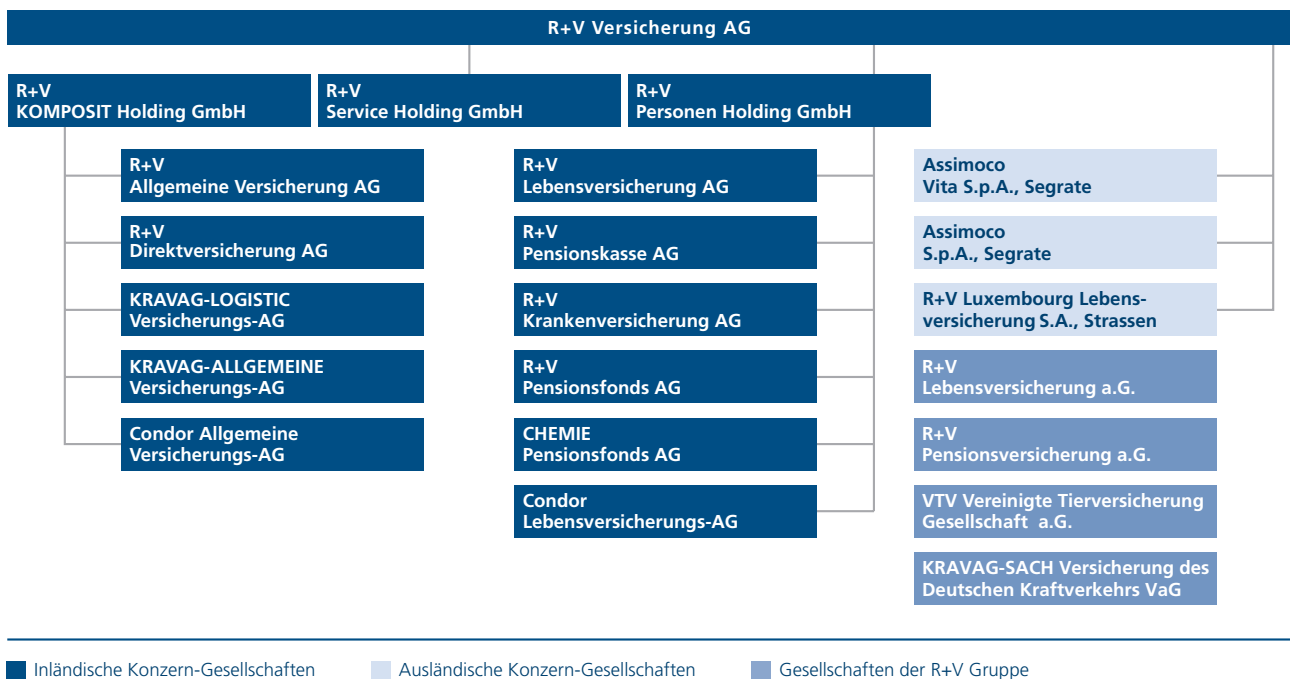 R+V Versicherung AG
R+V
KOMPOSIT Holding GmbH
R+V
Service Holding GmbH
R+V
Personen Holding GmbH
R+V
Allgemeine Versicherung AG
R+V
Direktversicherung AG
KRAVAG-LOGISTIC
Versicherungs-AG
KRAVAG-ALLGEMEINE
Versicherungs-AG
Condor Allgemeine
Versicherungs-AG
R+V
Lebensversicherung AG
R+V
Pensionskasse AG
R+V
Krankenversicherung AG
R+V
Pensionsfonds AG
CHEMIE
Pensionsfonds AG
Condor
Lebensversicherungs-AG
Assimoco
Vita S.p.A., Segrate
Assimoco
S.p.A., Segrate
R+V Luxembourg Lebens-
versicherung S.A., Strassen
R+V
Lebensversicherung a.G.
R+V
Pensionsversicherung a.G.
VTV Vereinigte Tierversicherung
Gesellschaft a.G.
KRAVAG-SACH Versicherung des
Deutschen Kraftverkehrs VaG
Inländische Konzern-Gesellschaften
Ausländische Konzern-Gesellschaften
Gesellschaften der R+V Gruppe